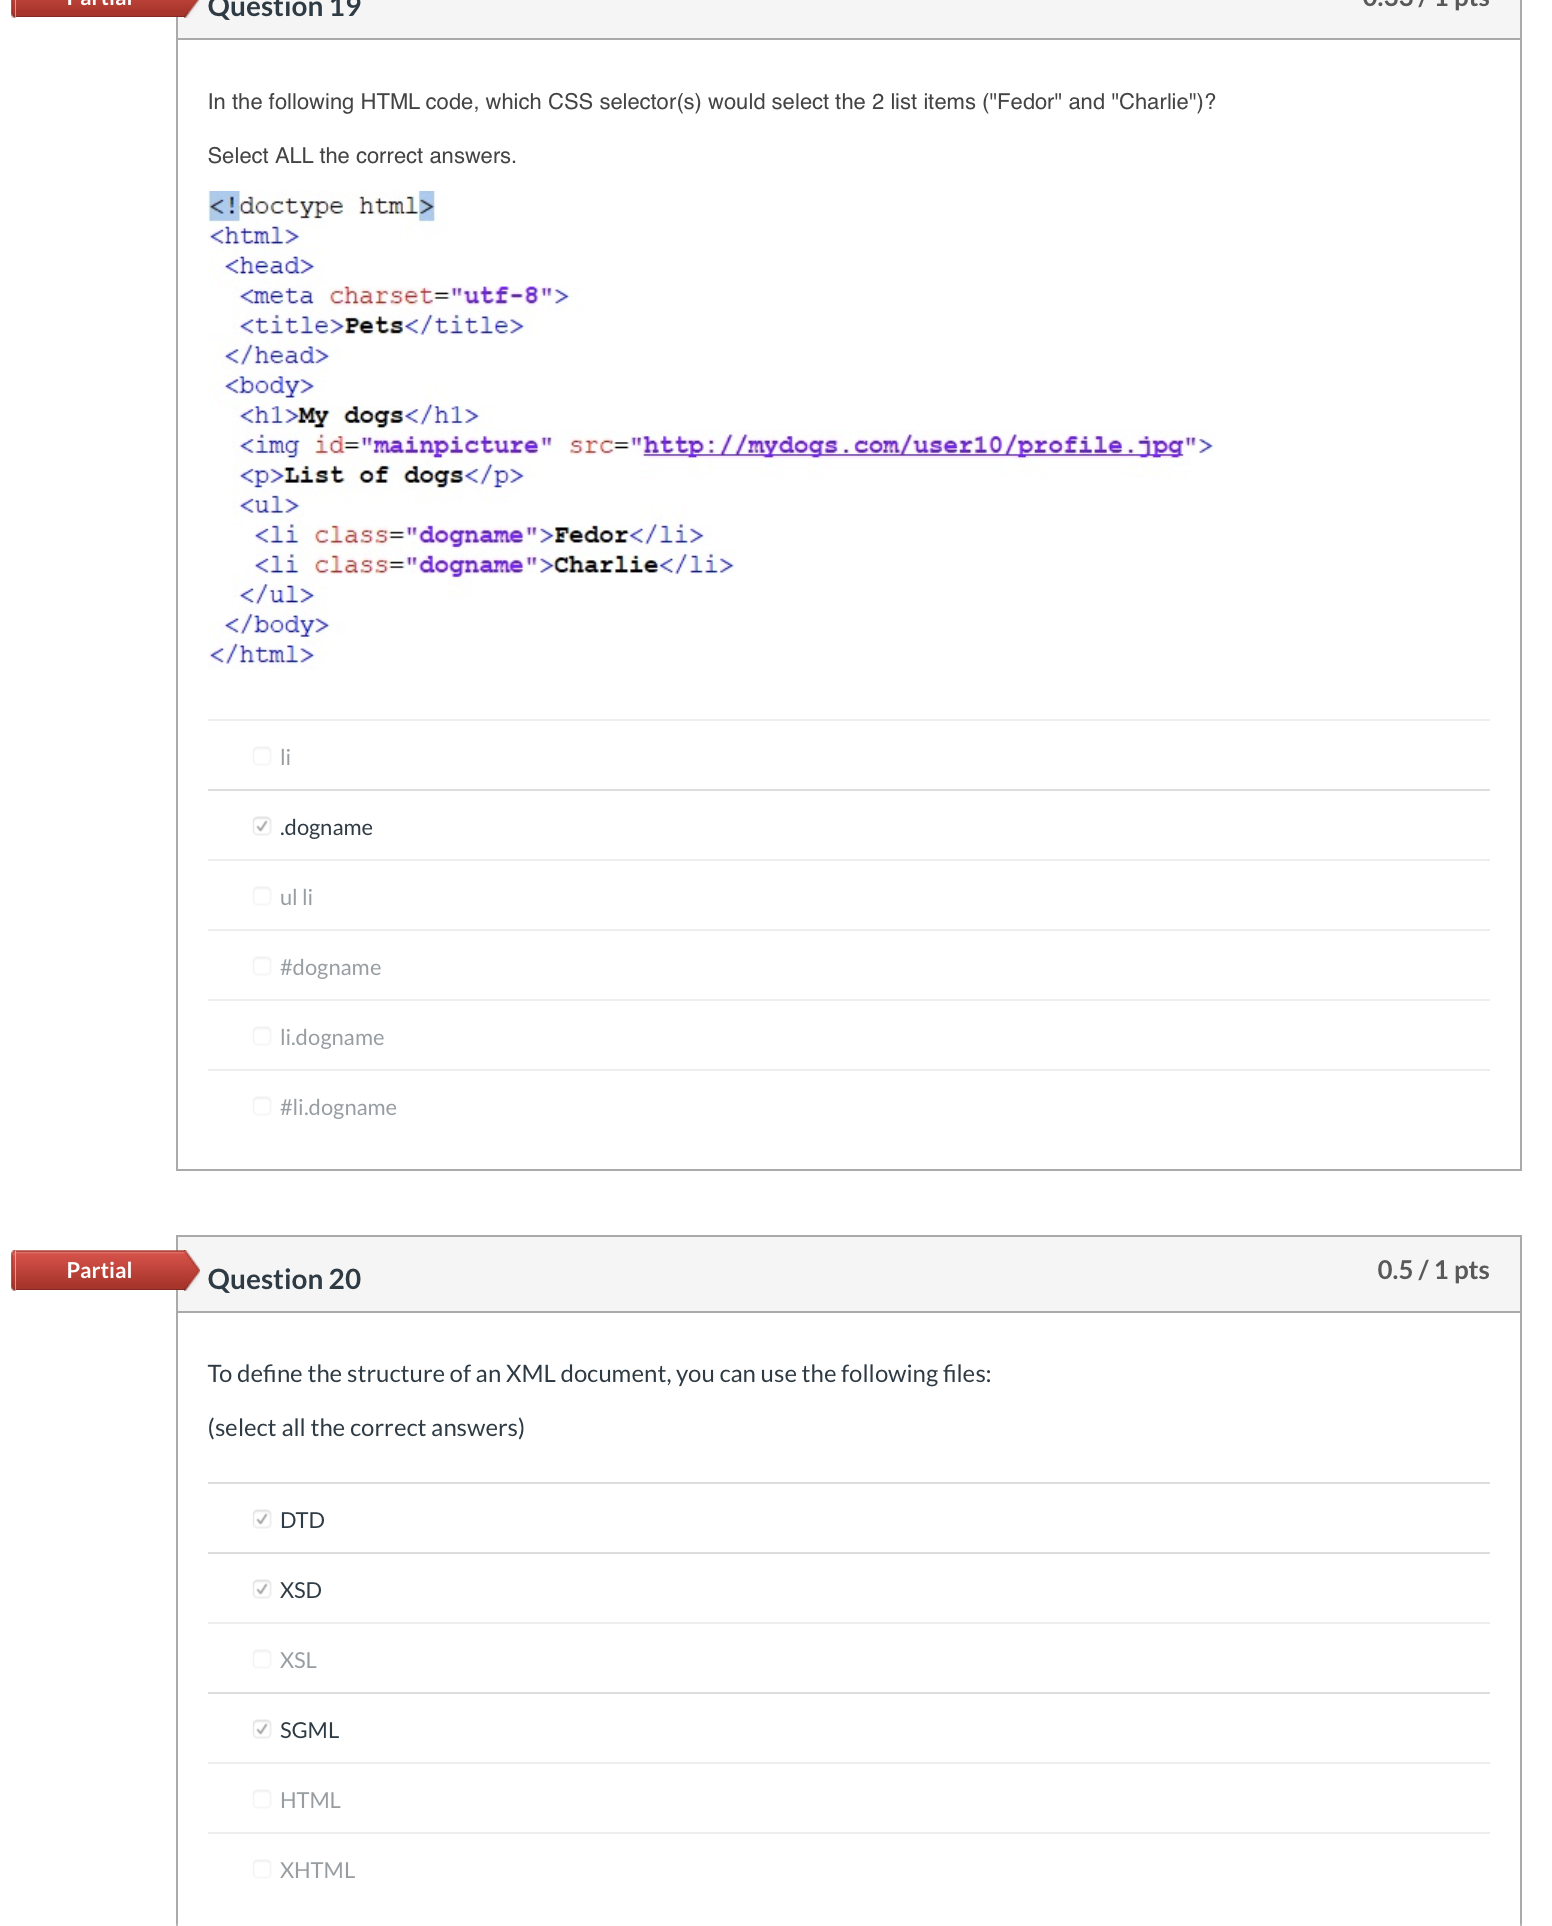 Partial
Question 19
In the following HTML code, which CSS selector(s) would select the 2 list items ("Fedor" and "Charlie")?
Select ALL the correct answers.
<!doctype html>
<html>
<head>
<meta charset="utf-8">
<title>Pets</title>
</head>
<body>
<h1>My dogs</h1>
<img id="mainpicture" src="http://mydogs.com/user10/profile.jpg">
<p>List of dogs</p>
<ul>
<li class="dogname">Fedor</li>
<li class="dogname">Charlie</li>
</ul>
</body>
</html>
li
.dogname
ul li
#dogname
li.dogname
#li.dogname
Partial
Question 20
0.5 / 1 pts
To define the structure of an XML document, you can use the following files:
(select all the correct answers)
DTD
XSD
XSL
SGML
HTML
XHTML